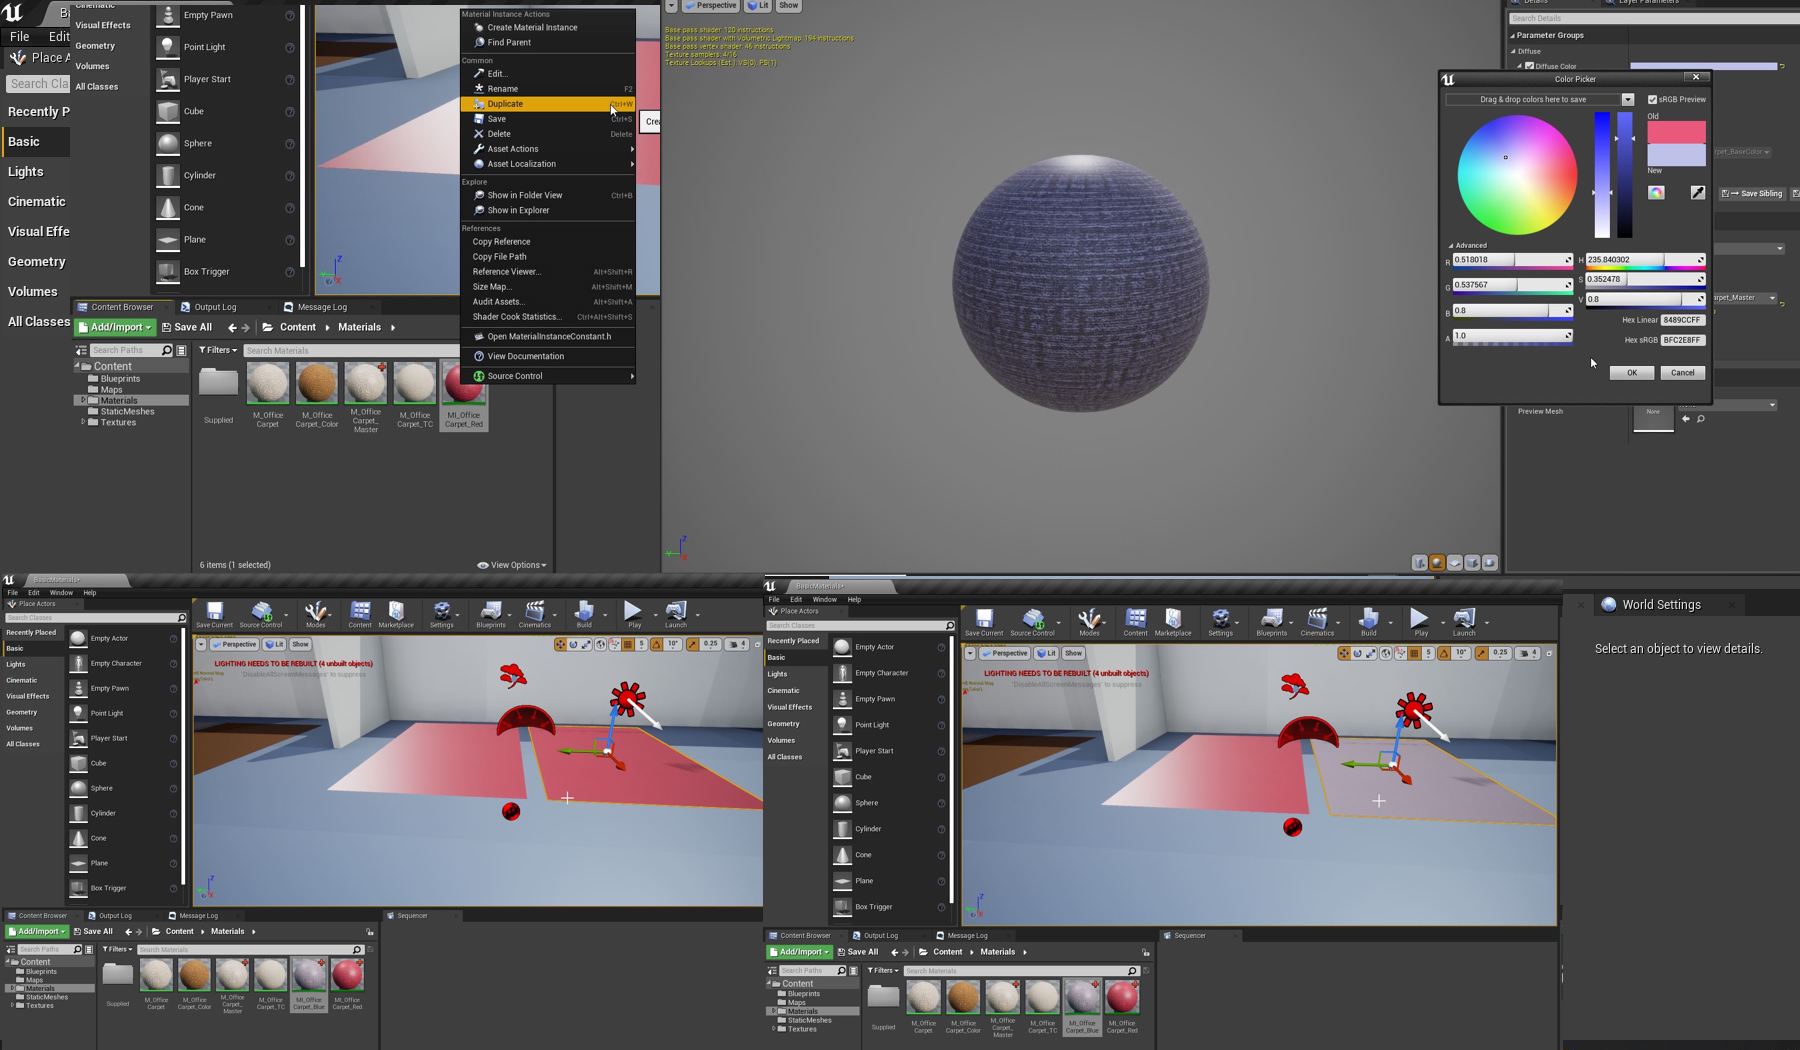 File
Edit
Place A
Search Cla
Recently P
Basic
Lights
Cinematic
Visual Effe
Geometry
Volumes
All Classes
Cinematic
Visual Effects
Geometry
Volumes
All Classes
Empty Pawn
Point Light
Player Start
Cube
Sphere
Cylinder
Cone
Plane
Box Trigger
Material Instance Actions
Create Material Instance
Find Parent
Common
Edit...
Rename F2
Duplicate Ctrl+W
Save Ctrl+S
Delete Delete
Asset Actions
Asset Localization
Explore
Show in Folder View Ctrl+B
Show in Explorer
References
Copy Reference
Copy File Path
Reference Viewer... Alt+Shift+R
Size Map... Alt+Shift+M
Audit Assets... Alt+Shift+A
Shader Cook Statistics... Ctrl+Alt+Shift+S
Open MaterialInstanceConstant.h
View Documentation
Source Control
Crea
Content Browser Output Log Message Log
Add/Import Save All Content Materials
Search Paths Filters Search Materials
Content
Blueprints
Maps
Materials
StaticMeshes
Textures
Supplied
M_Office
Carpet
M_Office
Carpet_Color
M_Office
Carpet_
Master
M_Office
Carpet_TC
MI_Office
Carpet_Red
6 items (1 selected) View Options
Perspective Lit Show
Base pass shader: 120 instructions
Base pass shader with Volumetric Lightmap: 194 instructions
Base pass vertex shader: 46 instructions
Texture samplers: 4/16
Texture Lookups (Est.): VS(0), PS(1)
Details Layer Parameters
Search Details
Parameter Groups
Diffuse
Diffuse Color
Color Picker
Drag & drop colors here to save sRGB Preview
Old
New
Advanced
R 0.518018 H 235.840302
G 0.537567 S 0.352478
B 0.8 V 0.8
A 1.0
Hex Linear 8489CCFF
Hex sRGB BFC2E8FF
OK Cancel
arpet_BaseColor
Save Sibling
arpet_Master
Preview Mesh None
BasicMaterials*
File Edit Window Help
Place Actors
Search Classes
Recently Placed
Basic
Lights
Cinematic
Visual Effects
Geometry
Volumes
All Classes
Empty Actor
Empty Character
Empty Pawn
Point Light
Player Start
Cube
Sphere
Cylinder
Cone
Plane
Box Trigger
Save Current Source Control Modes Content Marketplace Settings Blueprints Cinematics Build Play Launch
Perspective Lit Show 5 10° 0.25 4
LIGHTING NEEDS TO BE REBUILT (4 unbuilt objects)
'DisableAllScreenMessages' to suppress
Content Browser Output Log Message Log Sequencer
Add/Import Save All Content Materials
Search Paths Filters Search Materials
Content
Blueprints
Maps
Materials
StaticMeshes
Textures
Supplied
M_Office
Carpet
M_Office
Carpet_Color
M_Office
Carpet_
Master
M_Office
Carpet_TC
MI_Office
Carpet_Blue
MI_Office
Carpet_Red
BasicMaterials*
File Edit Window Help
Place Actors
Search Classes
Recently Placed
Basic
Lights
Cinematic
Visual Effects
Geometry
Volumes
All Classes
Empty Actor
Empty Character
Empty Pawn
Point Light
Player Start
Cube
Sphere
Cylinder
Cone
Plane
Box Trigger
Save Current Source Control Modes Content Marketplace Settings Blueprints Cinematics Build Play Launch
Perspective Lit Show 5 10° 0.25 4
LIGHTING NEEDS TO BE REBUILT (4 unbuilt objects)
'DisableAllScreenMessages' to suppress
Content Browser Output Log Message Log Sequencer
Add/Import Save All Content Materials
Search Paths Filters Search Materials
Content
Blueprints
Maps
Materials
StaticMeshes
Textures
Supplied
M_Office
Carpet
M_Office
Carpet_Color
M_Office
Carpet_
Master
M_Office
Carpet_TC
MI_Office
Carpet_Blue
MI_Office
Carpet_Red
World Settings
Select an object to view details.